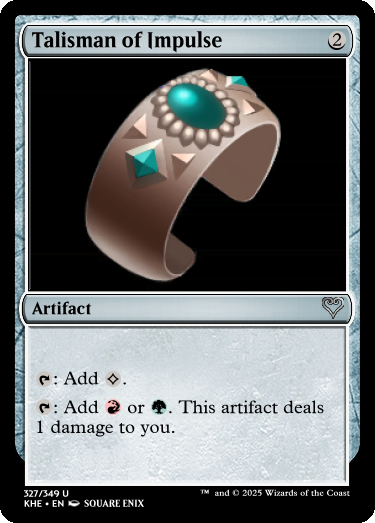 Talisman of Impulse 2
Artifact
: Add .
: Add or . This artifact deals
1 damage to you.
327/349 U
KHE • EN SQUARE ENIX
™ and © 2025 Wizards of the Coast